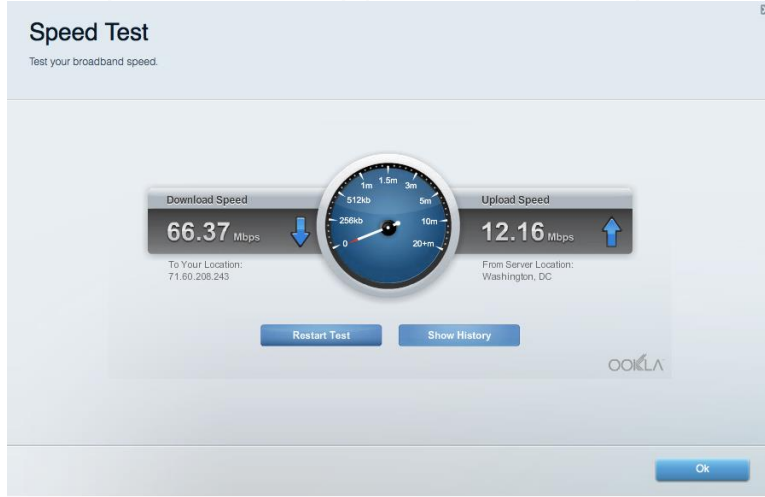 Speed Test
Test your broadband speed.
Download Speed
66.37 Mbps
To Your Location:
71.60.208.243
0
256kb
512kb
1m
1.5m
3m
5m
10m
20+m
Upload Speed
12.16 Mbps
From Server Location:
Washington, DC
Restart Test
Show History
OOKLA
Ok